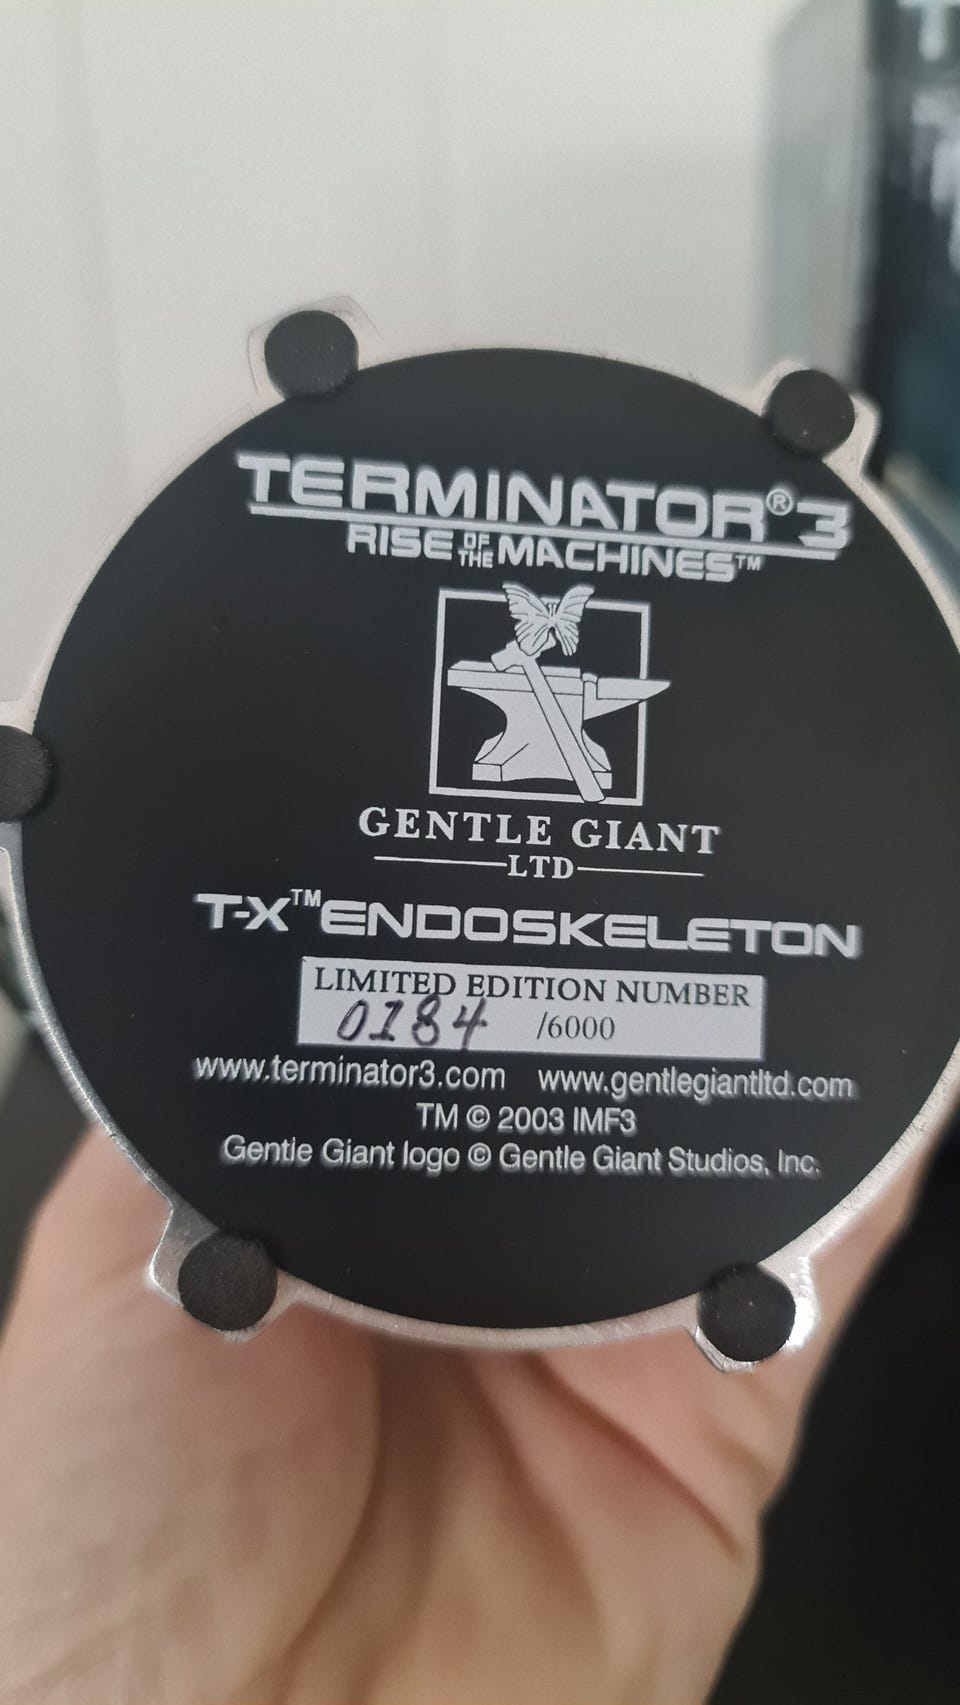 TERMINATOR® 3
RISE OF THE MACHINES™
GENTLE GIANT
LTD
T-X™ ENDOSKELETON
LIMITED EDITION NUMBER
0184 /6000
www.terminator3.com www.gentlegiantltd.com
TM © 2003 IMF3
Gentle Giant logo © Gentle Giant Studios, Inc.